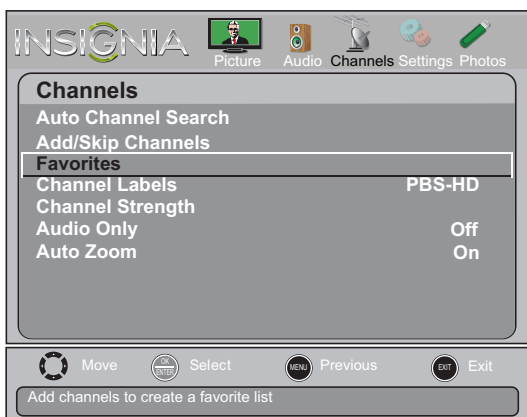 INSIGNIA
Picture Audio Channels Settings Photos
Channels
Auto Channel Search
Add/Skip Channels
Favorites
Channel Labels PBS-HD
Channel Strength
Audio Only Off
Auto Zoom On
Move OK ENTER Select MENU Previous EXIT Exit
Add channels to create a favorite list